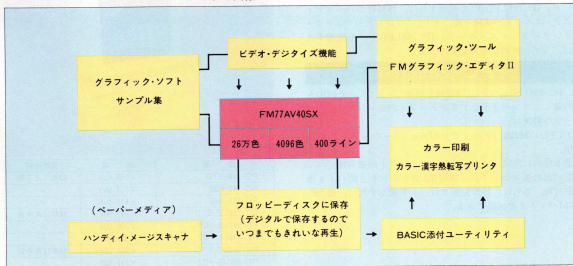 ビデオ・デジタイズ機能
グラフィック・ソフト
サンプル集
グラフィック・ツール
FMグラフィック・エディタⅡ
FM77AV40SX
26万色
4096色
400ライン
カラー印刷
カラー漢字熱転写プリンタ
(ペーパーメディア)
ハンディイ・メージスキャナ
フロッピーディスクに保存
(デジタルで保存するので
いつまでもきれいな再生)
BASIC添付ユーティリティ